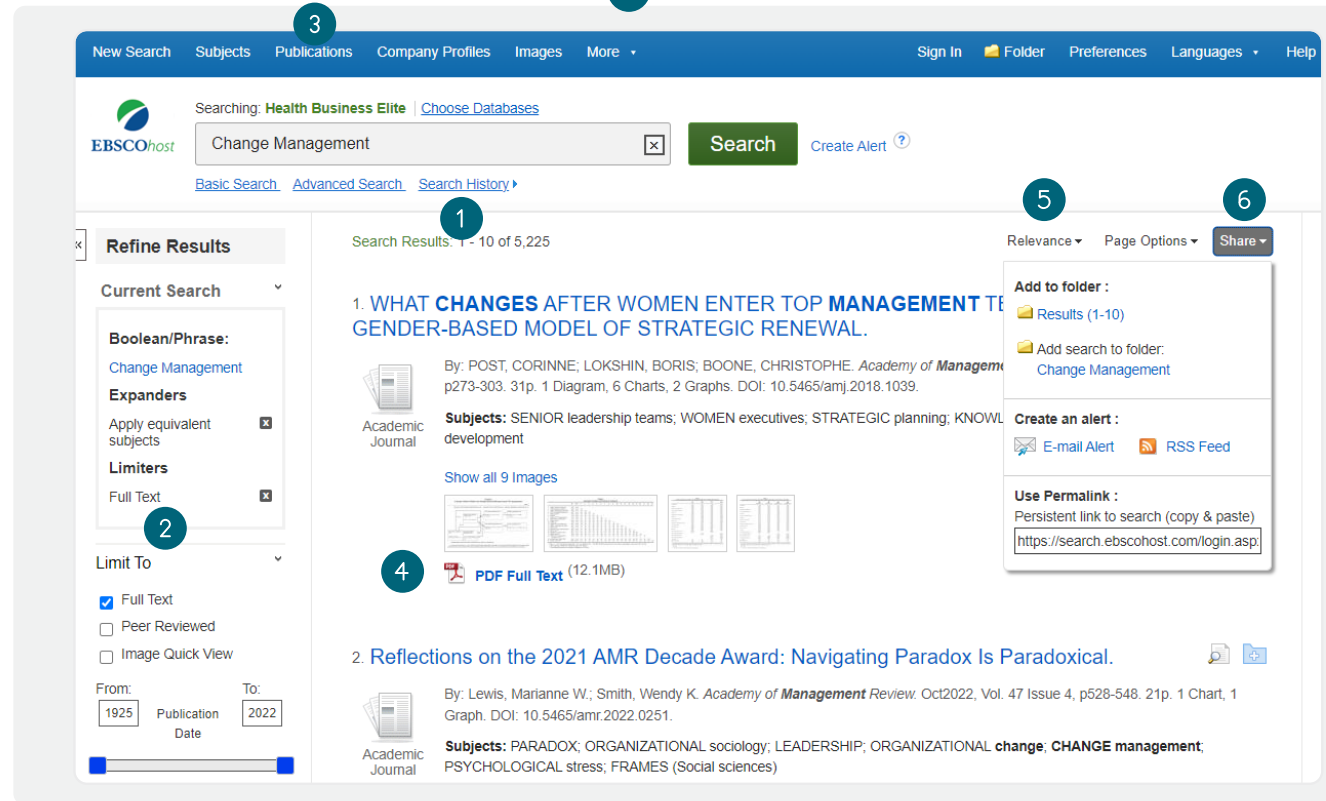 3
New Search Subjects Publications Company Profiles Images More Sign In Folder Preferences Languages Help
Searching: Health Business Elite | Choose Databases
EBSCOhost
Change Management
Search
Create Alert ?
Basic Search Advanced Search Search History
1
5
6
« Refine Results
Search Results: 1 - 10 of 5,225
Relevance Page Options Share
Current Search
Boolean/Phrase:
Change Management
Expanders
Apply equivalent
subjects
Limiters
Full Text
2
Limit To
Full Text
Peer Reviewed
Image Quick View
From: To:
1925 Publication 2022
Date
1. WHAT CHANGES AFTER WOMEN ENTER TOP MANAGEMENT
GENDER-BASED MODEL OF STRATEGIC RENEWAL.
Academic
Journal
By: POST, CORINNE; LOKSHIN, BORIS; BOONE, CHRISTOPHE. Academy of
p273-303. 31p. 1 Diagram, 6 Charts, 2 Graphs. DOI: 10.5465/amj.2018.1039.
Subjects: SENIOR leadership teams; WOMEN executives; STRATEGIC planning;
development
Show all 9 Images
4
PDF Full Text (12.1MB)
Add to folder :
Results (1-10)
Add search to folder:
Change Management
Create an alert :
E-mail Alert RSS Feed
Use Permalink :
Persistent link to search (copy & paste)
https://search.ebscohost.com/login.asp
2. Reflections on the 2021 AMR Decade Award: Navigating Paradox Is Paradoxical.
Academic
Journal
By: Lewis, Marianne W.; Smith, Wendy K. Academy of Management Review. Oct2022, Vol. 47 Issue 4, p528-548. 21p. 1 Chart, 1
Graph. DOI: 10.5465/amr.2022.0251.
Subjects: PARADOX; ORGANIZATIONAL sociology; LEADERSHIP; ORGANIZATIONAL change; CHANGE management;
PSYCHOLOGICAL stress; FRAMES (Social sciences)